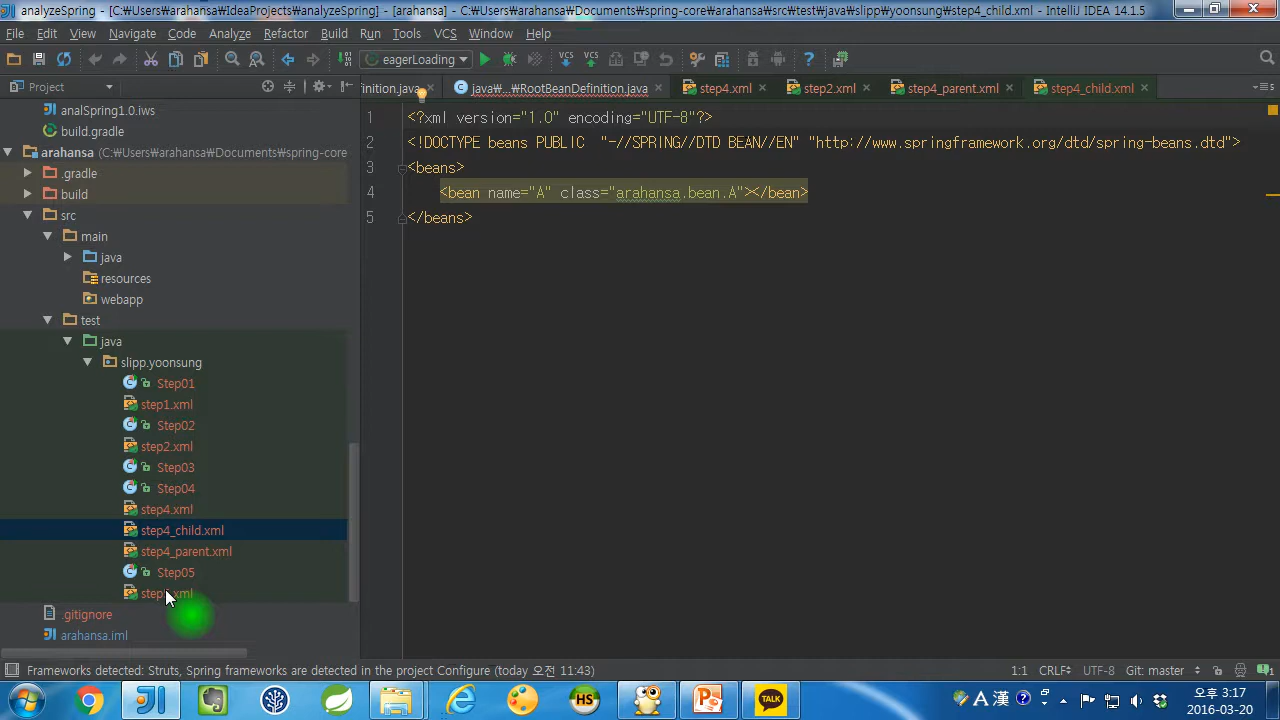 analyzeSpring - [C:₩Users₩arahansa₩IdeaProjects₩analyzeSpring] - [arahansa] - C:₩Users₩arahansa₩Documents₩spring-core₩arahansa₩src₩test₩java₩slipp₩yoonsung₩step4_child.xml - IntelliJ IDEA 14.1.5
File Edit View Navigate Code Analyze Refactor Build Run Tools VCS Window Help
eagerLoading
VCS VCS
Project
inition.java java₩...₩RootBeanDefinition.java step4.xml step2.xml step4_parent.xml step4_child.xml
analSpring1.0.iws
build.gradle
arahansa (C:₩Users₩arahansa₩Documents₩spring-core
.gradle
build
src
main
java
resources
webapp
test
java
slipp.yoonsung
Step01
step1.xml
Step02
step2.xml
Step03
Step04
step4.xml
step4_child.xml
step4_parent.xml
Step05
.xml
.gitignore
arahansa.iml
1 <?xml version="1.0" encoding="UTF-8"?>
2 <!DOCTYPE beans PUBLIC "-//SPRING//DTD BEAN//EN" "http://www.springframework.org/dtd/spring-beans.dtd">
3 <beans>
4 <bean name="A" class="arahansa.bean.A"></bean>
5 </beans>
Frameworks detected: Struts, Spring frameworks are detected in the project Configure (today 오전 11:43)
1:1 CRLF UTF-8 Git: master
HS
TALK
A 漢
오후 3:17
2016-03-20